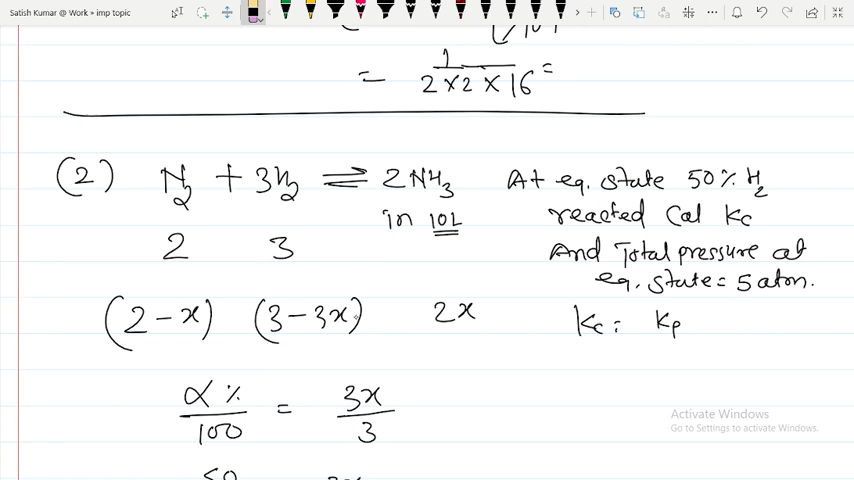 Satish Kumar @ Work » imp topic
= 1
2×2×16 =
(2) N2 + 3H2 ⇌ 2NH3 At eq. state 50% H2
in 10L reacted Cal Kc
2 3 And Total pressure at
eq. state = 5 atm.
(2-x) (3-3x) 2x Kc = Kp
α % = 3x
100 3
Activate Windows
Go to Settings to activate Windows.